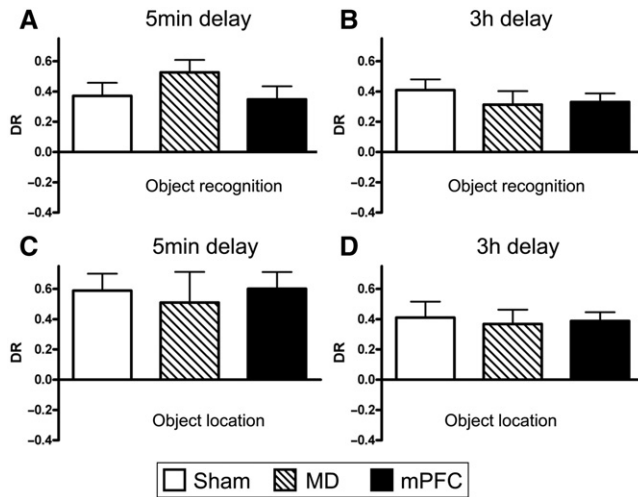 A 5min delay
0.6
0.4
0.2
0.0
−0.2
−0.4
DR
Object recognition
B 3h delay
0.6
0.4
0.2
0.0
−0.2
−0.4
DR
Object recognition
C 5min delay
0.6
0.4
0.2
0.0
−0.2
−0.4
DR
Object location
D 3h delay
0.6
0.4
0.2
0.0
−0.2
−0.4
DR
Object location
Sham MD mPFC